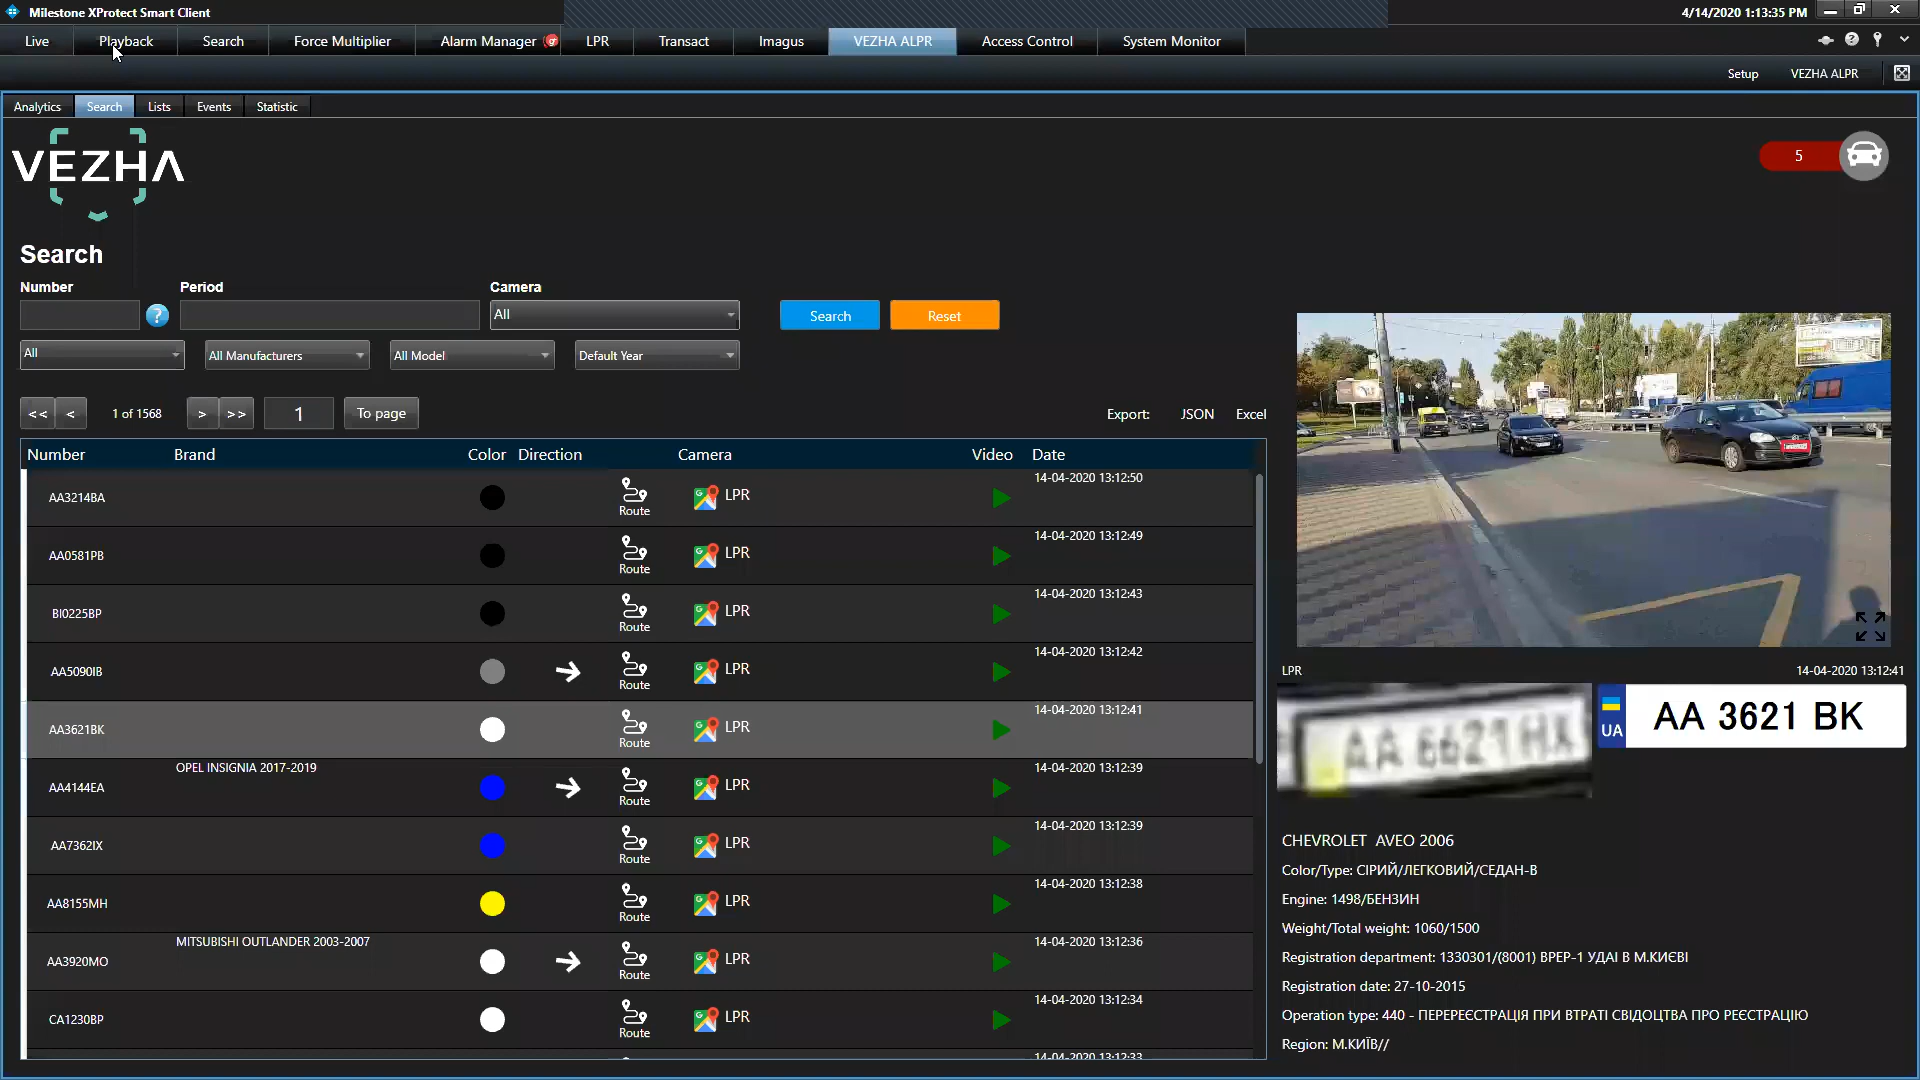 Milestone XProtect Smart Client
4/14/2020 1:13:35 PM
Live Playback Search Force Multiplier Alarm Manager LPR Transact Imagus VEZHA ALPR Access Control System Monitor
Setup VEZHA ALPR
Analytics Search Lists Events Statistic
VEZHA
5
Search
Number Period Camera
? All Search Reset
All All Manufacturers All Model Default Year
<< < 1 of 1568 > >> 1 To page Export: JSON Excel
Number Brand Color Direction Camera Video Date
AA3214BA Route LPR 14-04-2020 13:12:50
AA0581PB Route LPR 14-04-2020 13:12:49
BI0225BP Route LPR 14-04-2020 13:12:43
AA5090IB Route LPR 14-04-2020 13:12:42
AA3621BK Route LPR 14-04-2020 13:12:41
AA4144EA OPEL INSIGNIA 2017-2019 Route LPR 14-04-2020 13:12:39
AA7362IX Route LPR 14-04-2020 13:12:39
AA8155MH Route LPR 14-04-2020 13:12:38
AA3920MO MITSUBISHI OUTLANDER 2003-2007 Route LPR 14-04-2020 13:12:36
CA1230BP Route LPR 14-04-2020 13:12:34
14-04-2020 13:12:33
LPR 14-04-2020 13:12:41
AA 6621 HX
UA AA 3621 BK
CHEVROLET AVEO 2006
Color/Type: СІРИЙ/ЛЕГКОВИЙ/СЕДАН-В
Engine: 1498/БЕНЗИН
Weight/Total weight: 1060/1500
Registration department: 1330301/(8001) ВРЕР-1 УДАІ В М.КИЄВІ
Registration date: 27-10-2015
Operation type: 440 - ПЕРЕРЕЄСТРАЦІЯ ПРИ ВТРАТІ СВІДОЦТВА ПРО РЕЄСТРАЦІЮ
Region: М.КИЇВ//